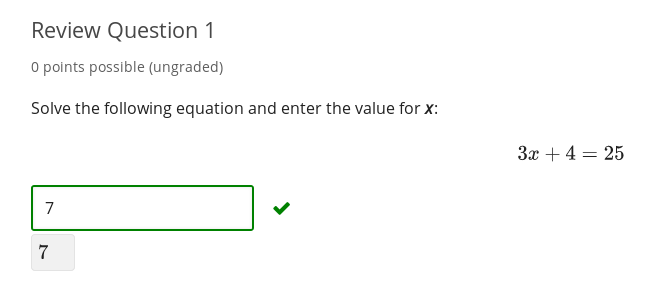 Review Question 1
0 points possible (ungraded)
Solve the following equation and enter the value for x:
3x + 4 = 25
7
7